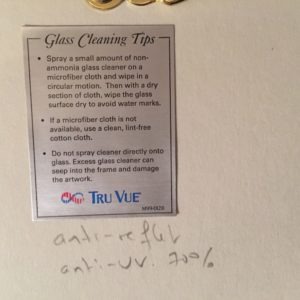 Glass Cleaning Tips
• Spray a small amount of non-
ammonia glass cleaner on a
microfiber cloth and wipe in a
circular motion. Then with a dry
section of cloth, wipe the glass
surface dry to avoid water marks.
• If a microfiber cloth is not
available, use a clean, lint-free
cotton cloth.
• Do not spray cleaner directly onto
glass. Excess glass cleaner can
seep into the frame and damage
the artwork.
TRU VUE
anti-reflet
anti-UV. 70%